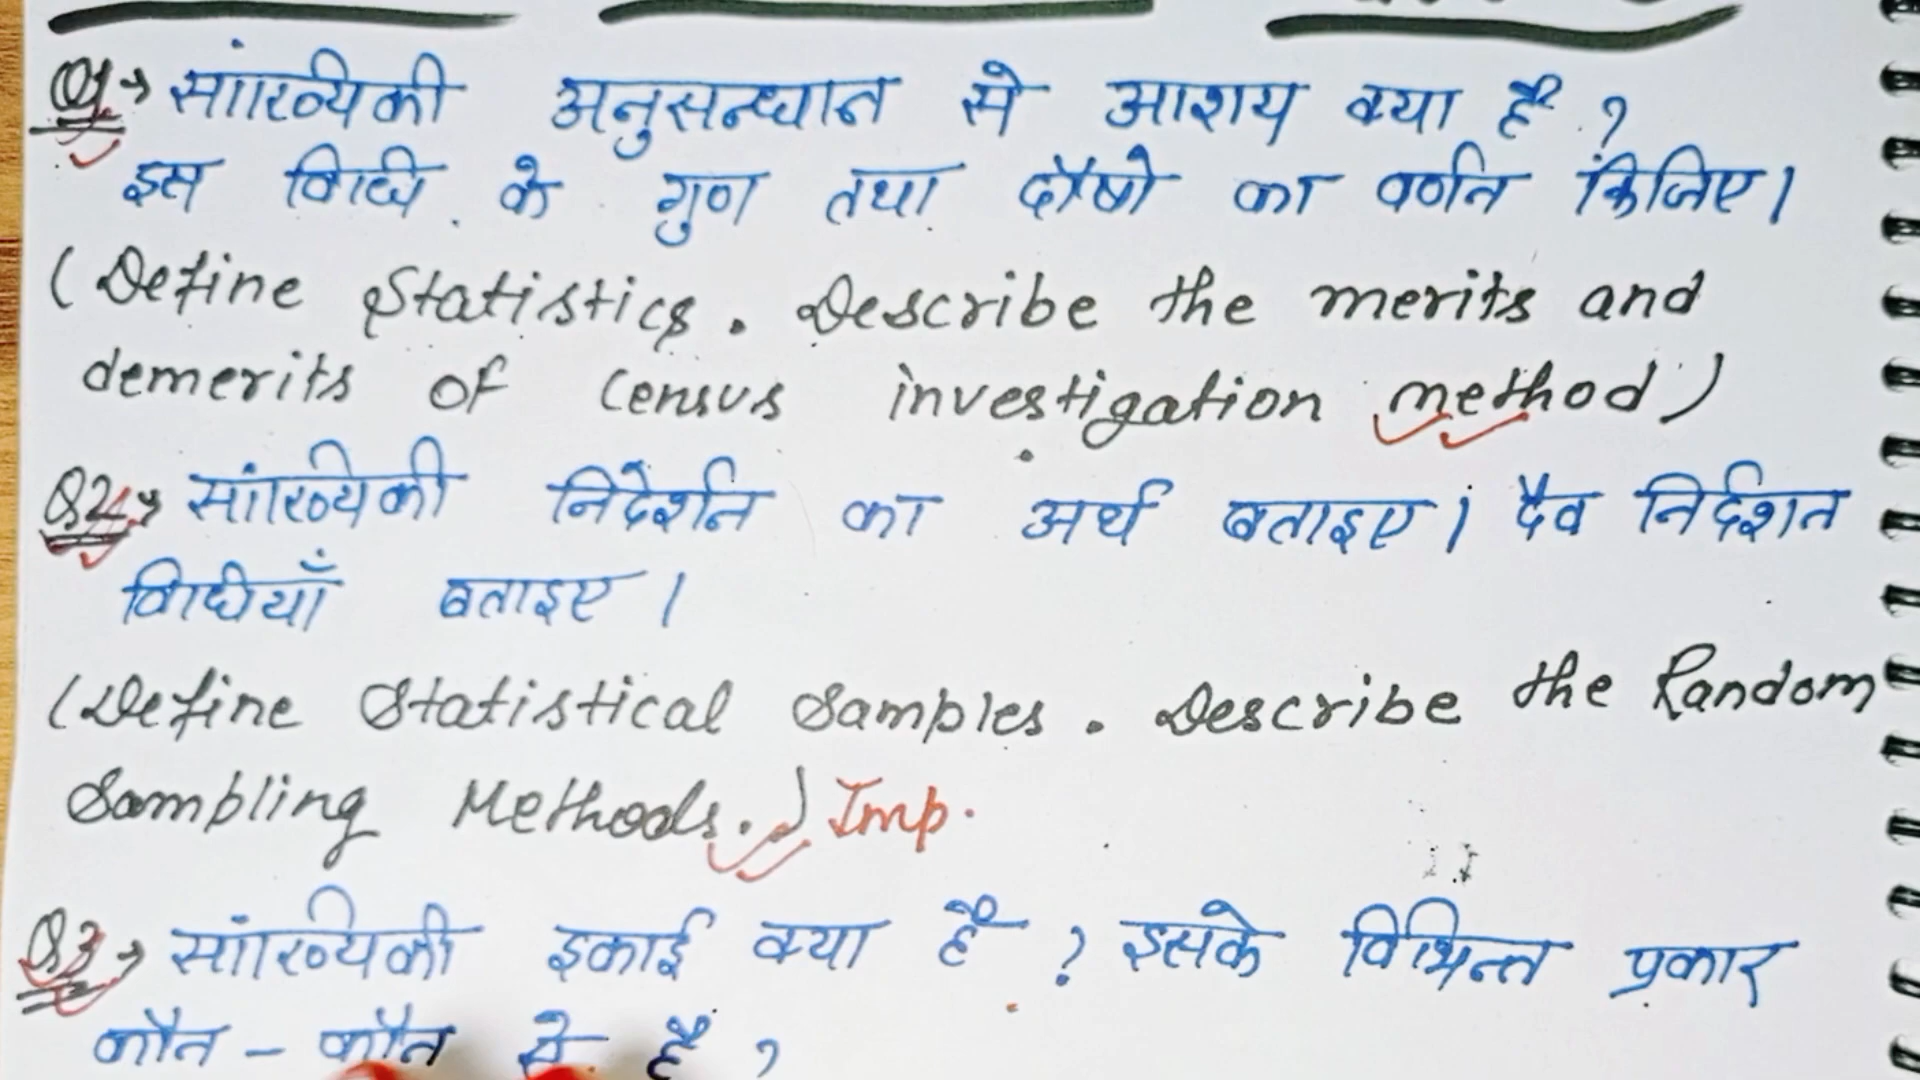 Q1→ सांख्यिकी अनुसन्धान से आशय क्या है ?
इस विधि के गुण तथा दोषो का वर्णन किजिए।
(Define Statistics. Describe the merits and
demerits of Census investigation method)
Q2→ सांख्यिकी निदेर्शन का अर्थ बताइए। दैव निर्देशन
विधियाँ बताइए।
(Define Statistical Samples. Describe the Random
Sampling Methods.) Imp.
Q3→ सांख्यिकी इकाई क्या है ? इसके विभिन्न प्रकार
कौन - कौन से है ?